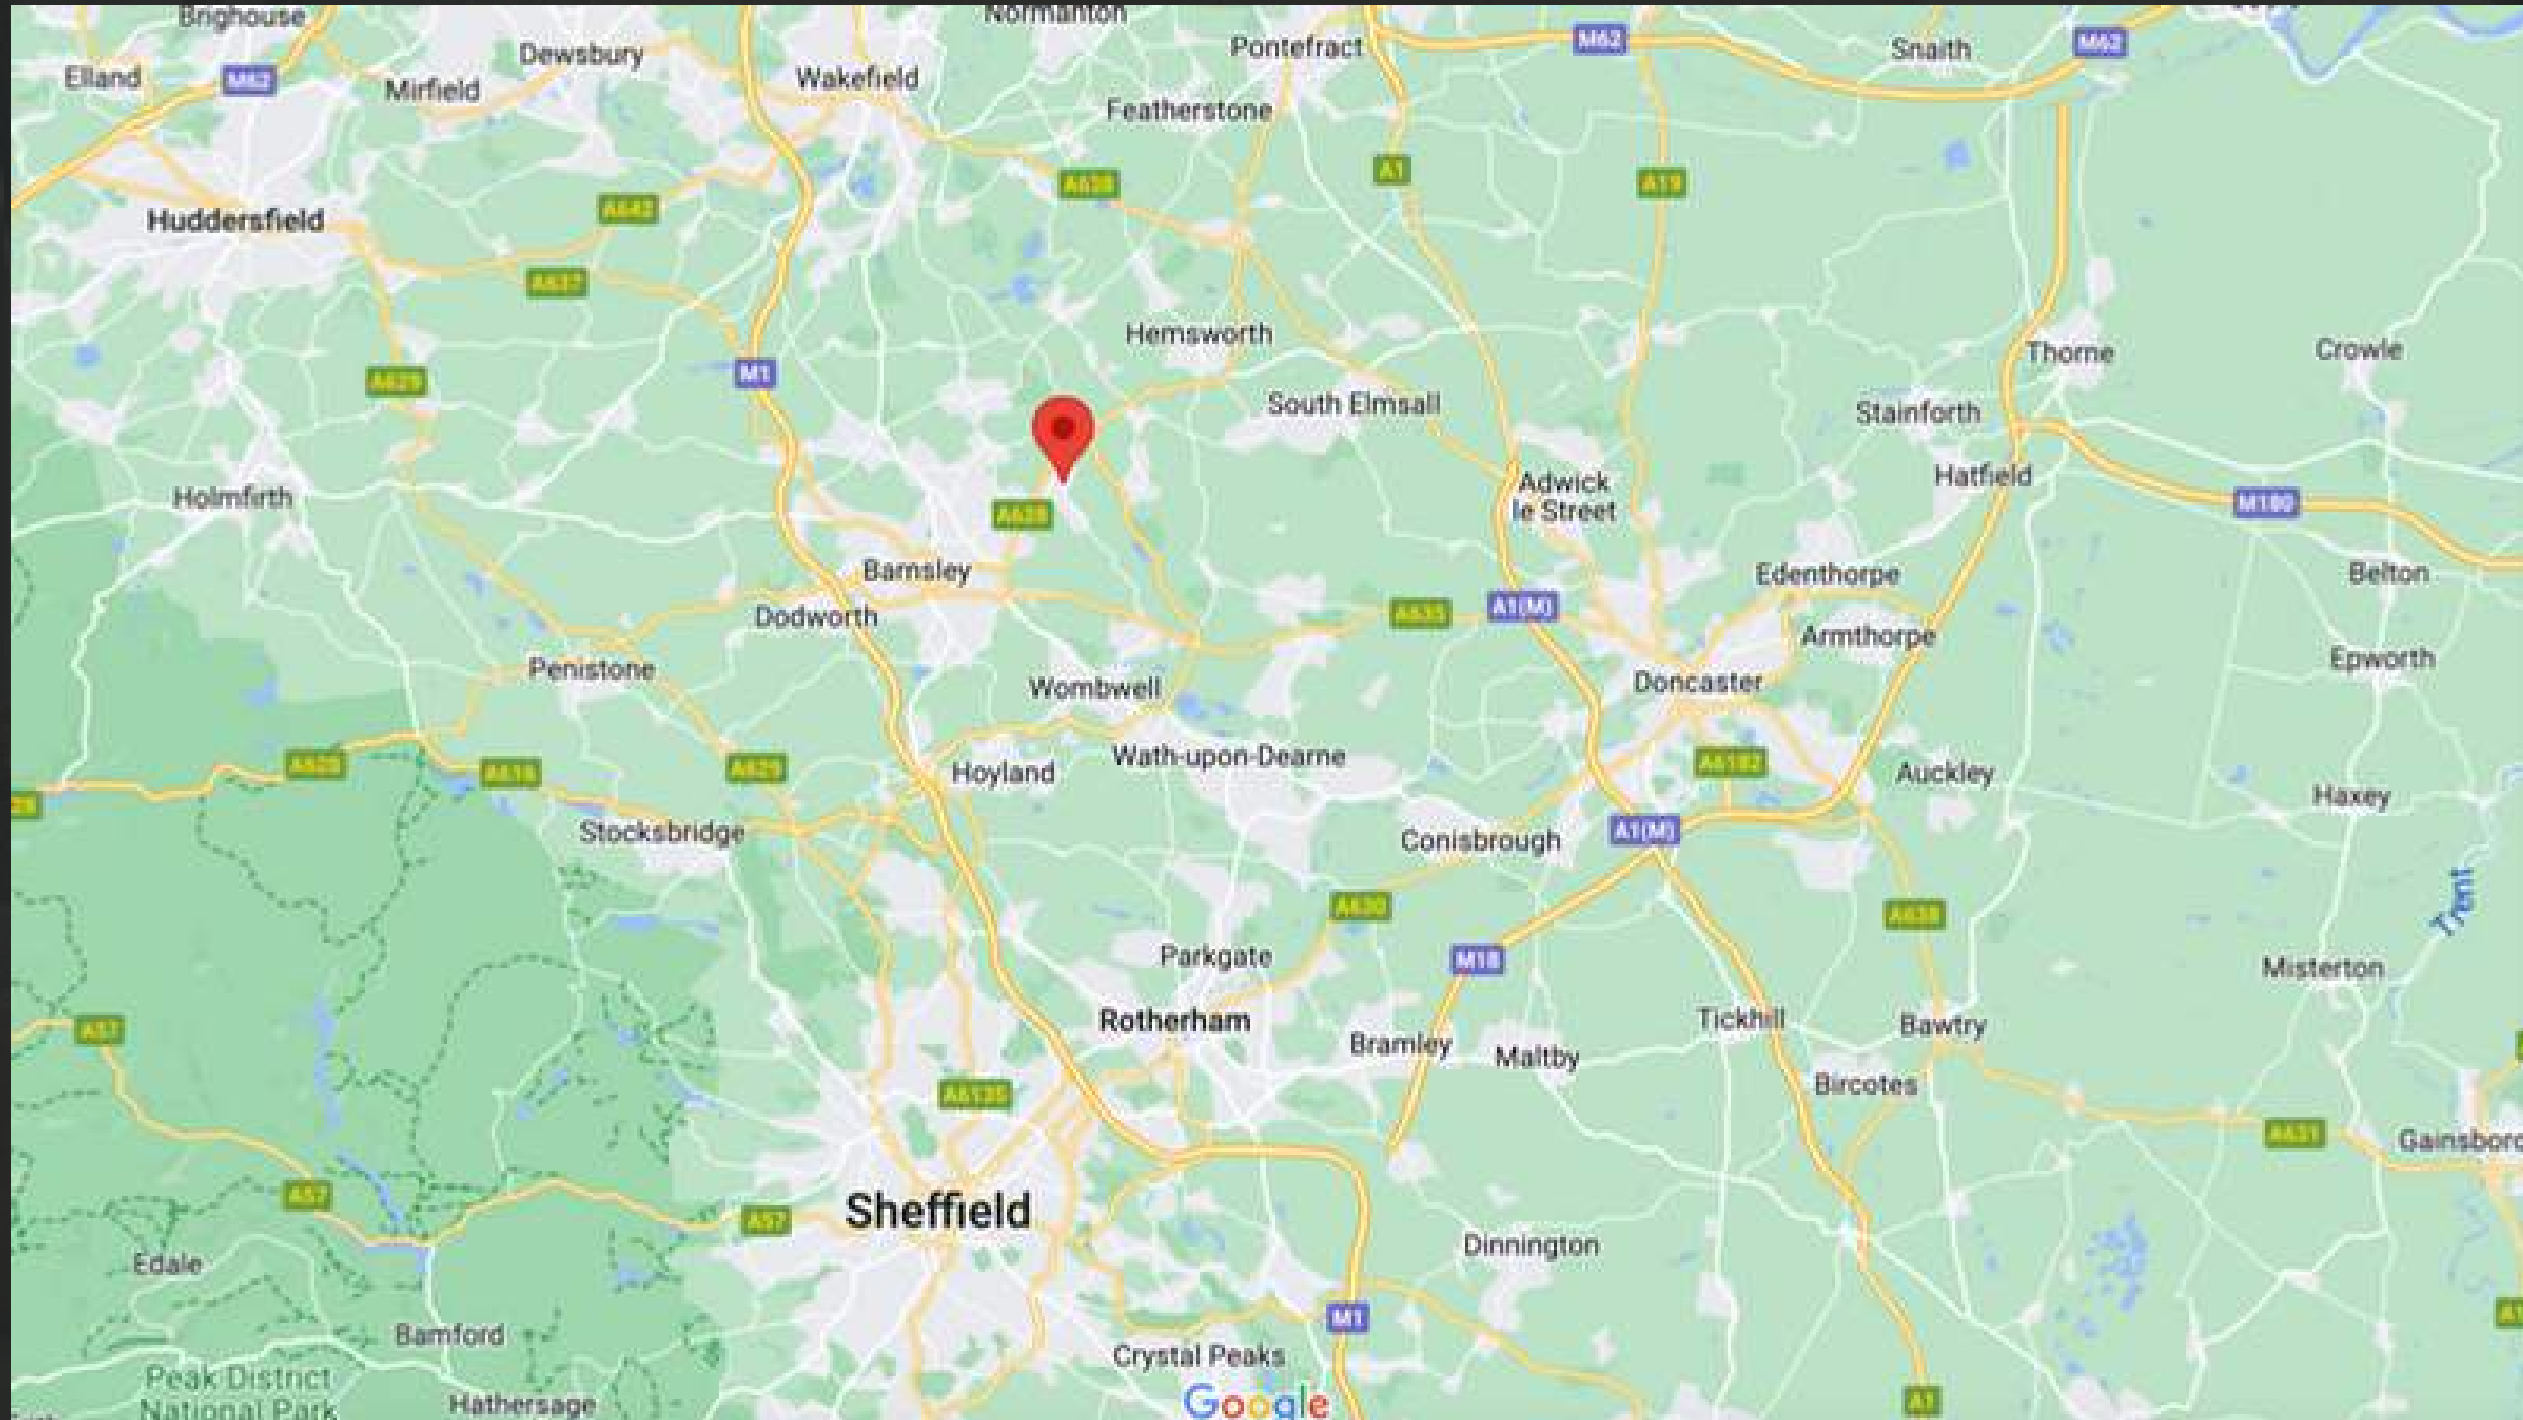 Brighouse
Normanton
Dewsbury
Elland
M62
Mirfield
Wakefield
Pontefract
M62
Snaith
M62
Featherstone
A638
A1
A19
A642
Huddersfield
A637
M1
A629
Hemsworth
Thorne
Crowle
South Elmsall
Stainforth
Hatfield
Adwick
le Street
M180
Holmfirth
A628
Barnsley
Edenthorpe
Belton
Dodworth
A635
A1(M)
Armthorpe
Epworth
Penistone
Wombwell
Doncaster
A628
A616
A629
Hoyland
Wath-upon-Dearne
A6182
Auckley
Haxey
Stocksbridge
Conisbrough
A1(M)
A630
A638
Trent
Parkgate
M18
Misterton
A57
Rotherham
Bramley
Maltby
Tickhill
Bawtry
Bircotes
A6135
A631
Gainsboro
A57
A57
Sheffield
Edale
Dinnington
Bamford
M1
Crystal Peaks
Peak District
National Park
Hathersage
Google
A1